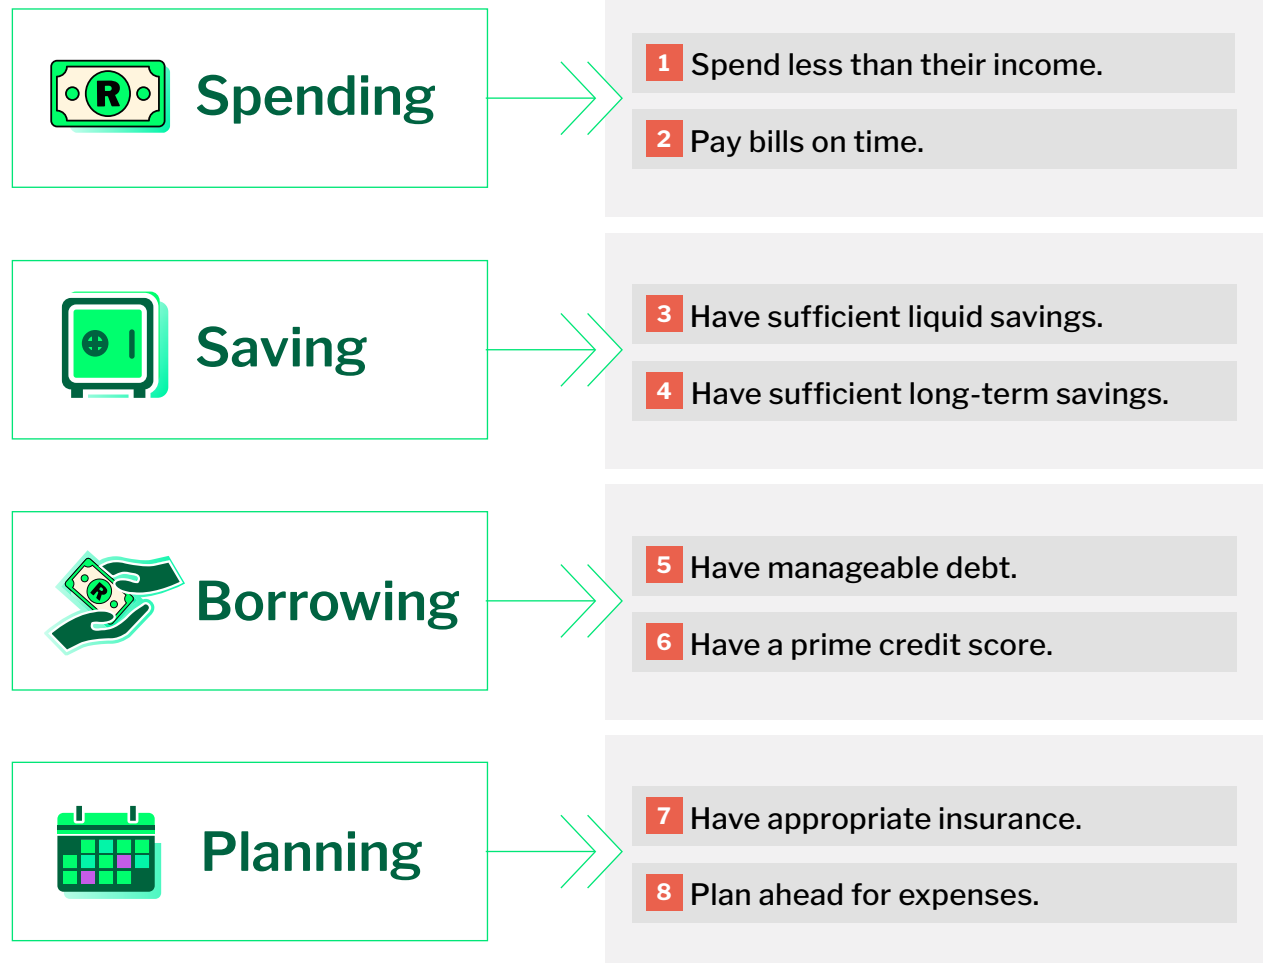 R
Spending
1 Spend less than their income.
2 Pay bills on time.
Saving
3 Have sufficient liquid savings.
4 Have sufficient long-term savings.
R
Borrowing
5 Have manageable debt.
6 Have a prime credit score.
Planning
7 Have appropriate insurance.
8 Plan ahead for expenses.